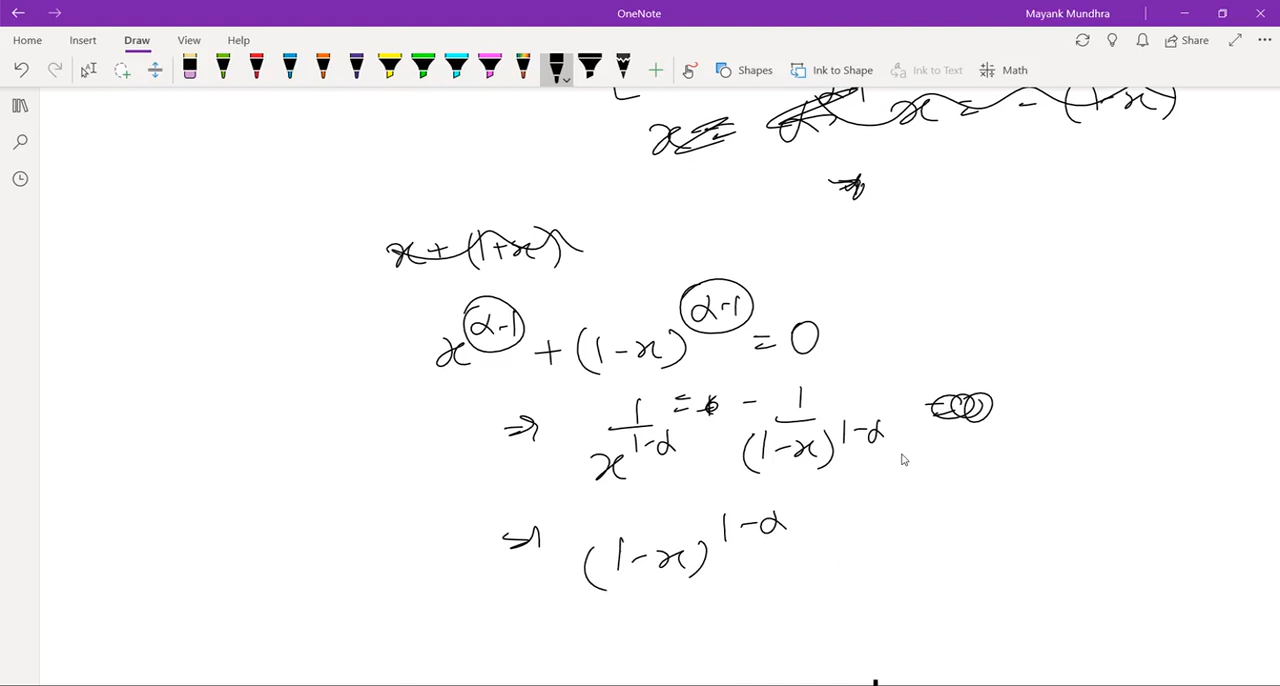 OneNote
Mayank Mundhra
Home Insert Draw View Help
Share
Shapes Ink to Shape Ink to Text Math
x = x = - (1-x)
x + (1+x)
x^{α-1} + (1-x)^{α-1} = 0
⇒ 1/x^{1-α} = - 1/(1-x)^{1-α}
⇒ (1-x)^{1-α}